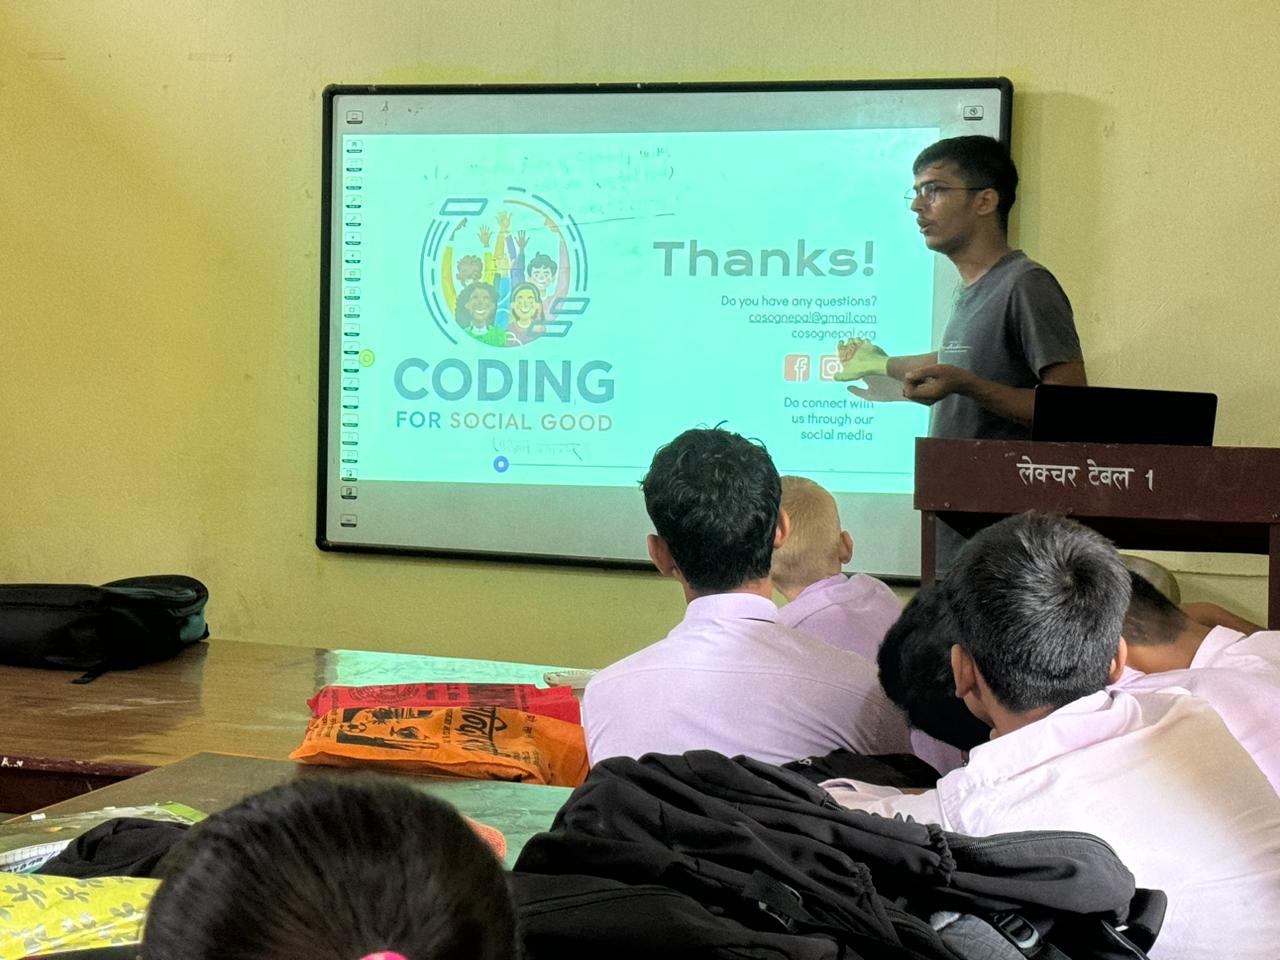 CODING
FOR SOCIAL GOOD
Thanks!
Do you have any questions?
cosognepal@gmail.com
cosognepal.org
Do connect with
us through our
social media
लेक्चर टेबल 1